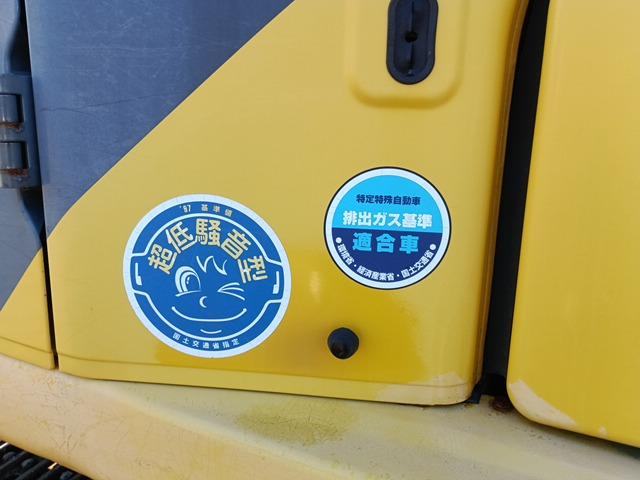 '97 基準値
超低騒音型
国土交通省指定
特定特殊自動車
排出ガス基準
適合車
●環境省・経済産業省・国土交通省●